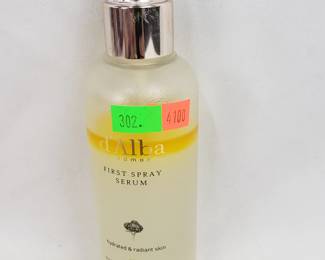 302.
4100
d'Alba
FIRST SPRAY
SERUM
hydrated & radiant skin